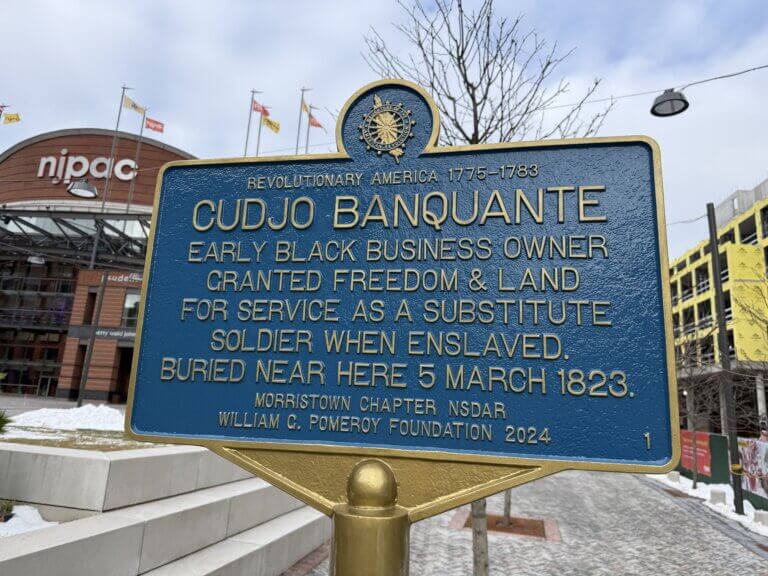 njpac
REVOLUTIONARY AMERICA 1775-1783
CUDJO BANQUANTE
EARLY BLACK BUSINESS OWNER
GRANTED FREEDOM & LAND
FOR SERVICE AS A SUBSTITUTE
SOLDIER WHEN ENSLAVED.
BURIED NEAR HERE 5 MARCH 1823.
MORRISTOWN CHAPTER NSDAR
WILLIAM G. POMEROY FOUNDATION 2024
1